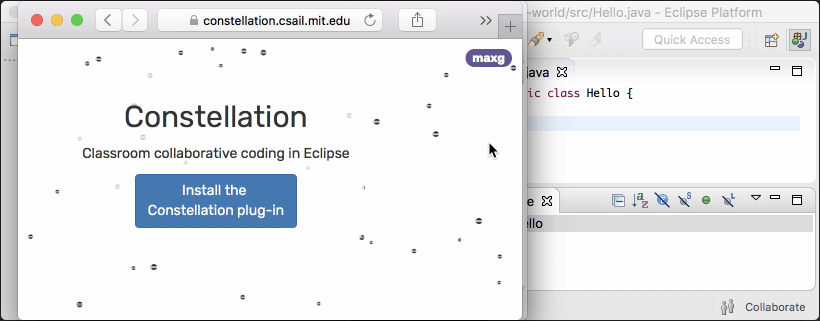 constellation.csail.mit.edu
-world/src/Hello.java - Eclipse Platform
Quick Access
maxg
java
ic class Hello {
Constellation
Classroom collaborative coding in Eclipse
Install the
Constellation plug-in
e
ello
Collaborate